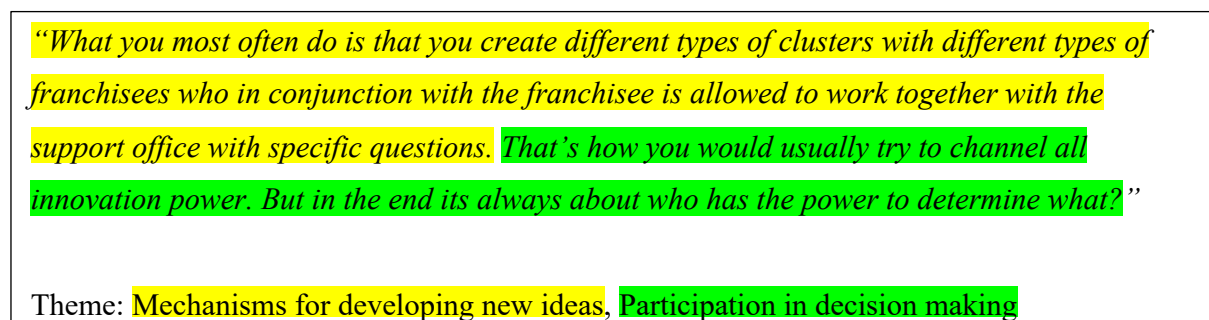 “What you most often do is that you create different types of clusters with different types of
franchisees who in conjunction with the franchisee is allowed to work together with the
support office with specific questions. That’s how you would usually try to channel all
innovation power. But in the end its always about who has the power to determine what?”
Theme: Mechanisms for developing new ideas, Participation in decision making